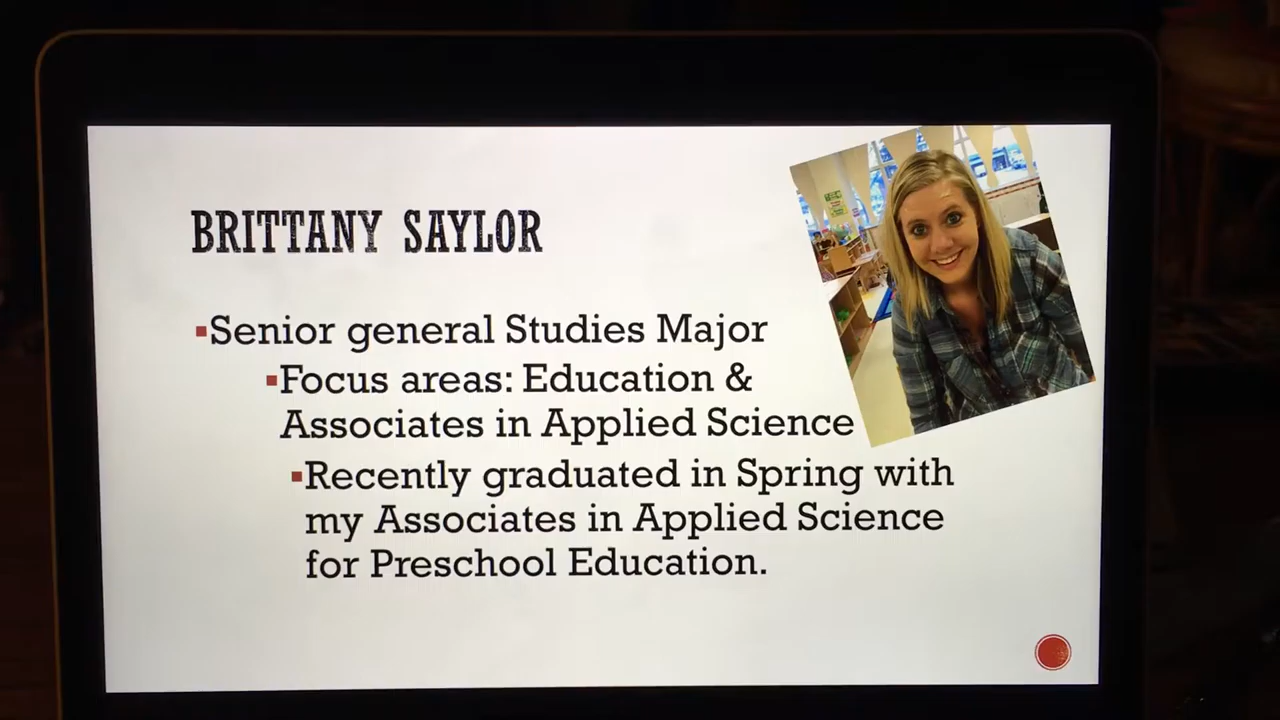 BRITTANY SAYLOR
▪Senior general Studies Major
▪Focus areas: Education &
Associates in Applied Science
▪Recently graduated in Spring with
my Associates in Applied Science
for Preschool Education.